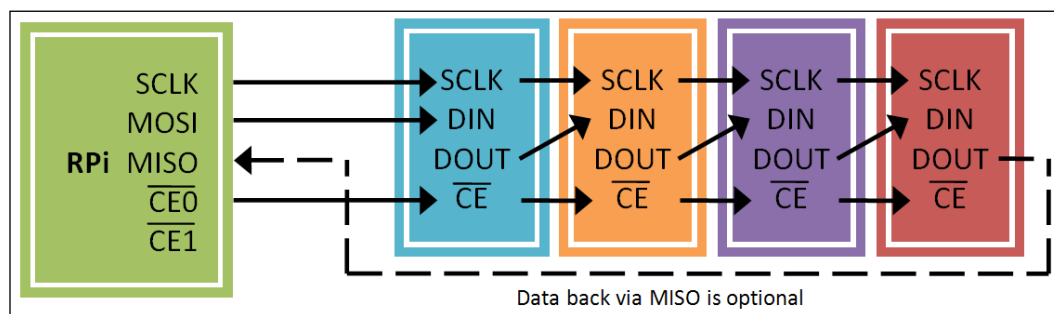 SCLK
MOSI
RPi MISO
CE0
CE1
SCLK
DIN
DOUT
CE
SCLK
DIN
DOUT
CE
SCLK
DIN
DOUT
CE
SCLK
DIN
DOUT
CE
Data back via MISO is optional